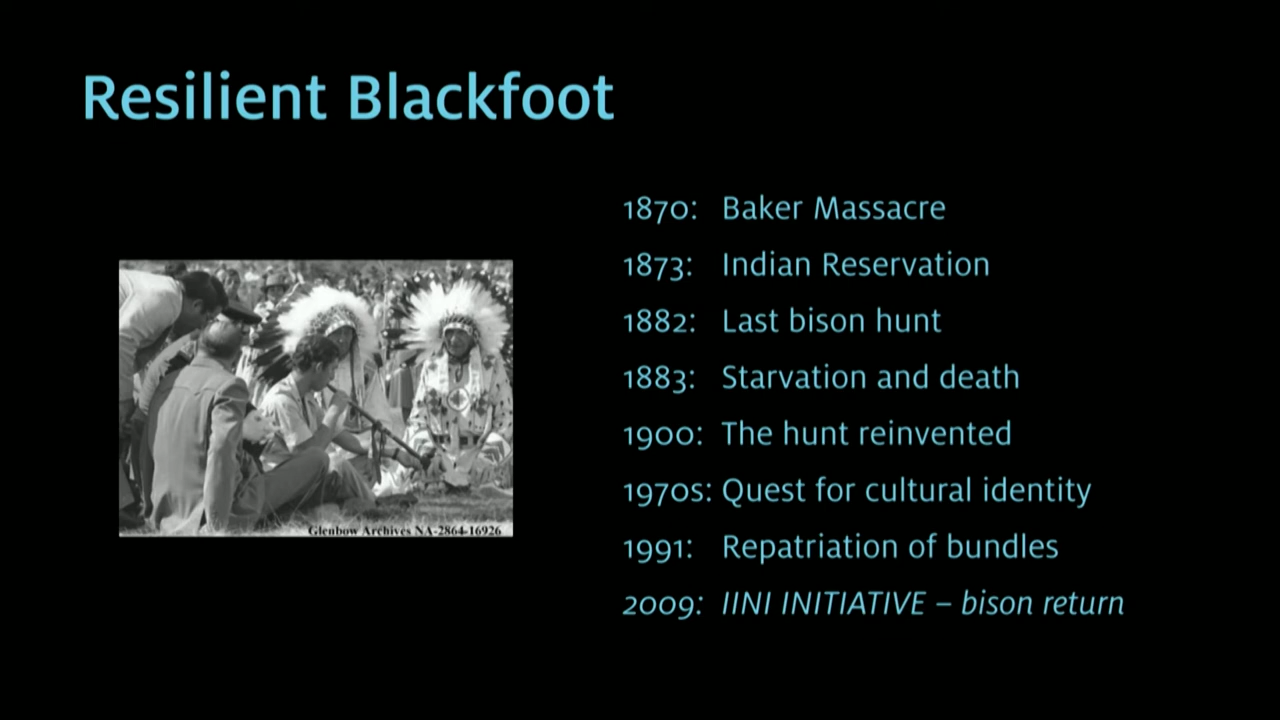 Resilient Blackfoot
1870: Baker Massacre
1873: Indian Reservation
1882: Last bison hunt
1883: Starvation and death
1900: The hunt reinvented
1970s: Quest for cultural identity
1991: Repatriation of bundles
2009: IINI INITIATIVE – bison return
Glenbow Archives NA-2864-16926